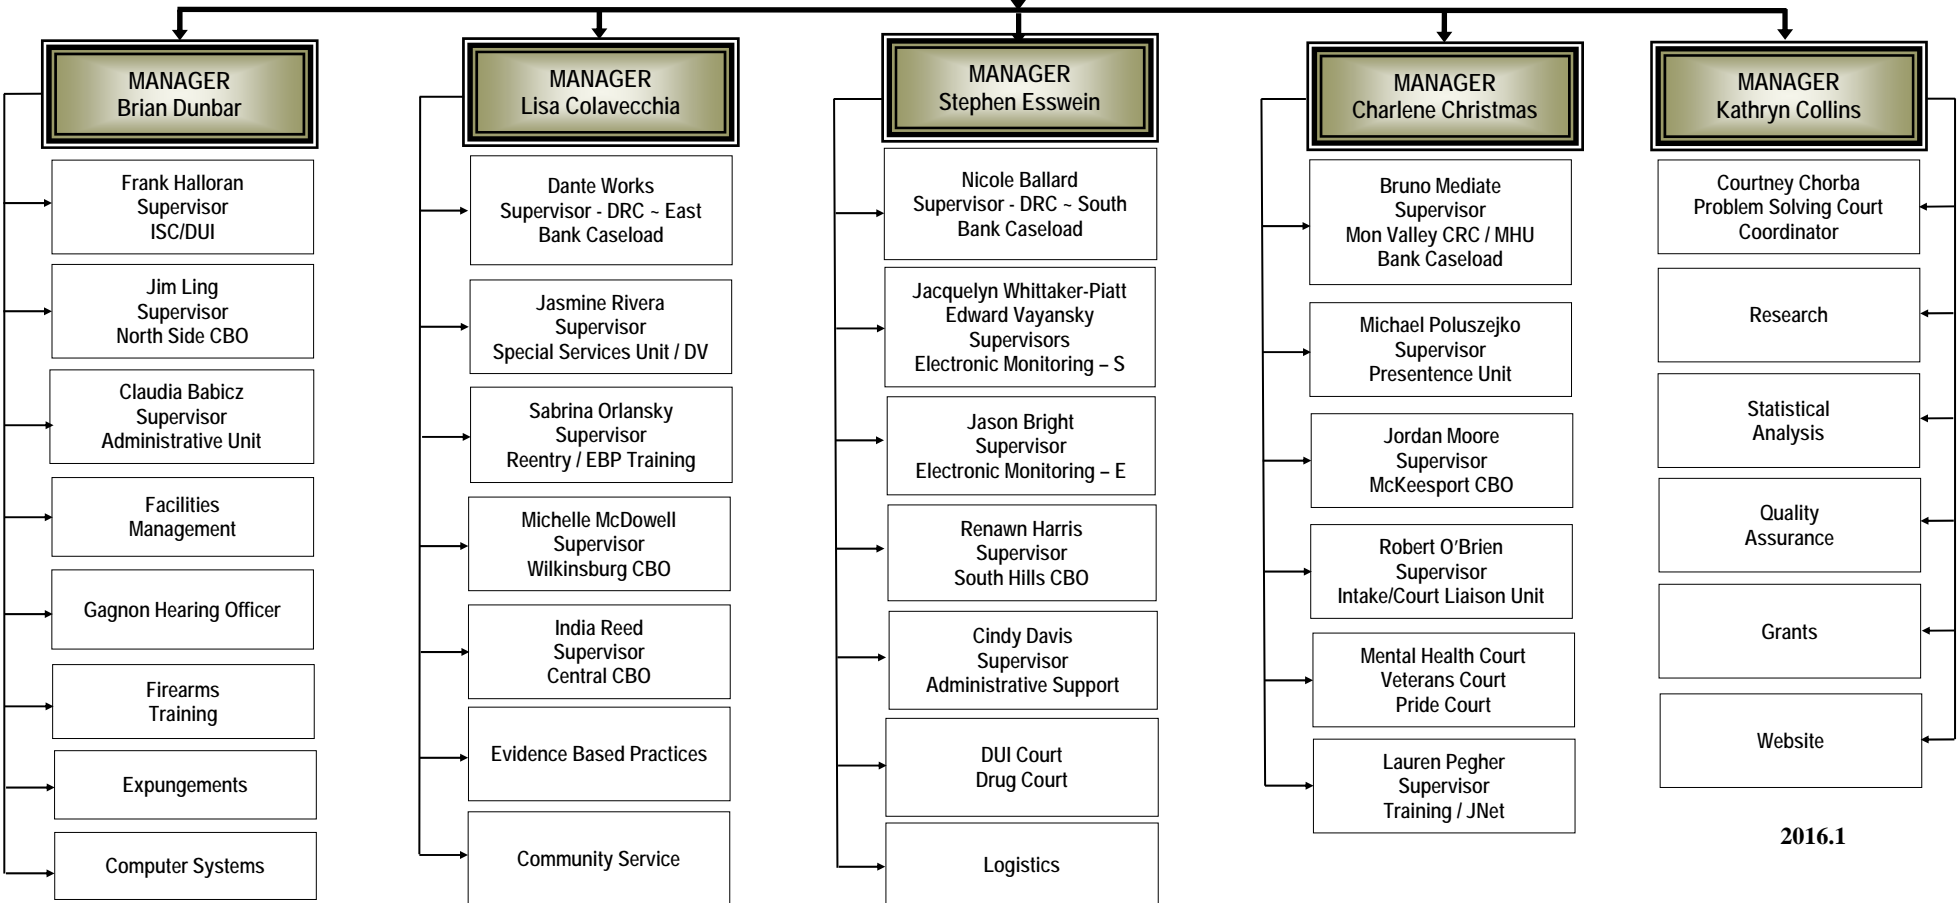 MANAGER
Brian Dunbar
Frank Halloran
Supervisor
ISC/DUI
Jim Ling
Supervisor
North Side CBO
Claudia Babicz
Supervisor
Administrative Unit
Facilities
Management
Gagnon Hearing Officer
Firearms
Training
Expungements
Computer Systems
MANAGER
Lisa Colavecchia
Dante Works
Supervisor - DRC ~ East
Bank Caseload
Jasmine Rivera
Supervisor
Special Services Unit / DV
Sabrina Orlansky
Supervisor
Reentry / EBP Training
Michelle McDowell
Supervisor
Wilkinsburg CBO
India Reed
Supervisor
Central CBO
Evidence Based Practices
Community Service
MANAGER
Stephen Esswein
Nicole Ballard
Supervisor - DRC ~ South
Bank Caseload
Jacquelyn Whittaker-Piatt
Edward Vayansky
Supervisors
Electronic Monitoring – S
Jason Bright
Supervisor
Electronic Monitoring – E
Renawn Harris
Supervisor
South Hills CBO
Cindy Davis
Supervisor
Administrative Support
DUI Court
Drug Court
Logistics
MANAGER
Charlene Christmas
Bruno Mediate
Supervisor
Mon Valley CRC / MHU
Bank Caseload
Michael Poluszejko
Supervisor
Presentence Unit
Jordan Moore
Supervisor
McKeesport CBO
Robert O’Brien
Supervisor
Intake/Court Liaison Unit
Mental Health Court
Veterans Court
Pride Court
Lauren Pegher
Supervisor
Training / JNet
MANAGER
Kathryn Collins
Courtney Chorba
Problem Solving Court
Coordinator
Research
Statistical
Analysis
Quality
Assurance
Grants
Website
2016.1